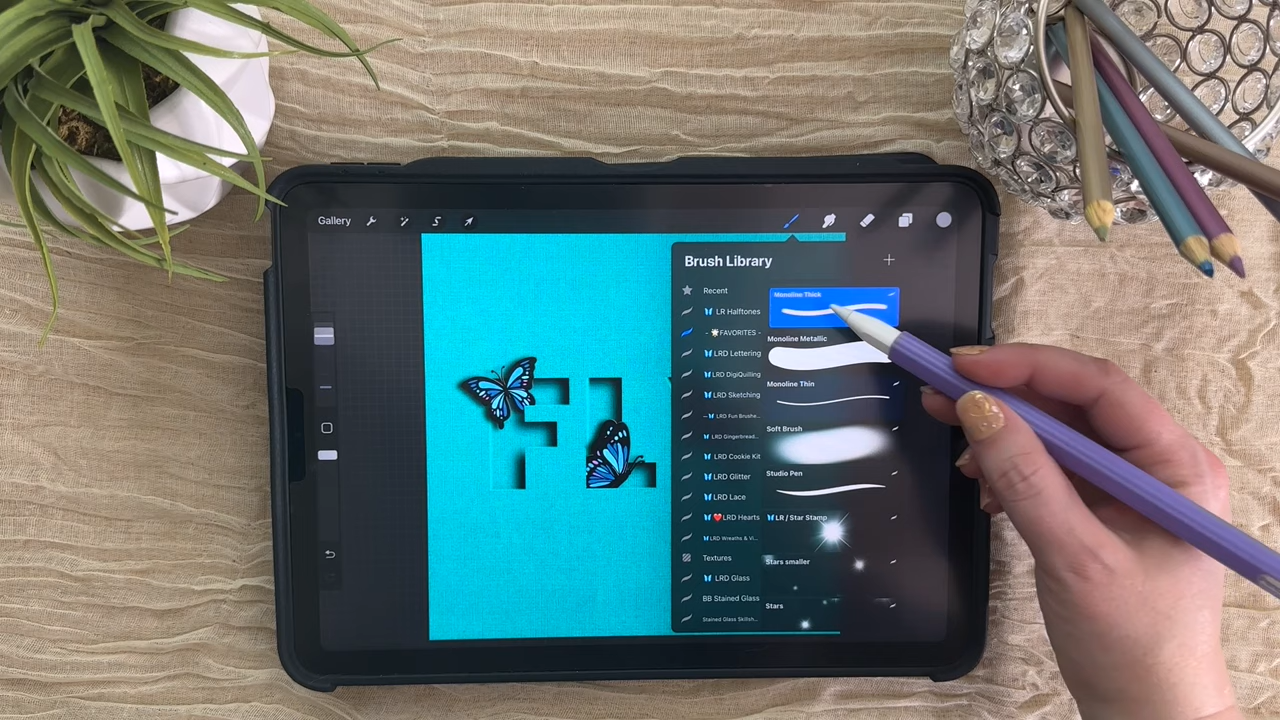 Gallery
Brush Library
Recent
LR Halftones
- 🌟FAVORITES -
🦋LRD Lettering
🦋LRD DigiQuilling
🦋LRD Sketching
—🦋 LRD Fun Brushe...
🦋 LRD Gingerbread...
🦋 LRD Cookie Kit
🦋LRD Glitter
🦋LRD Lace
🦋❤️LRD Hearts
🦋LRD Wreaths & Vi...
Textures
🦋 LRD Glass
BB Stained Glass
Stained Glass Skillsh...
Monoline Thick
Monoline Metallic
Monoline Thin
Soft Brush
Studio Pen
🦋LR / Star Stamp
Stars smaller
Stars